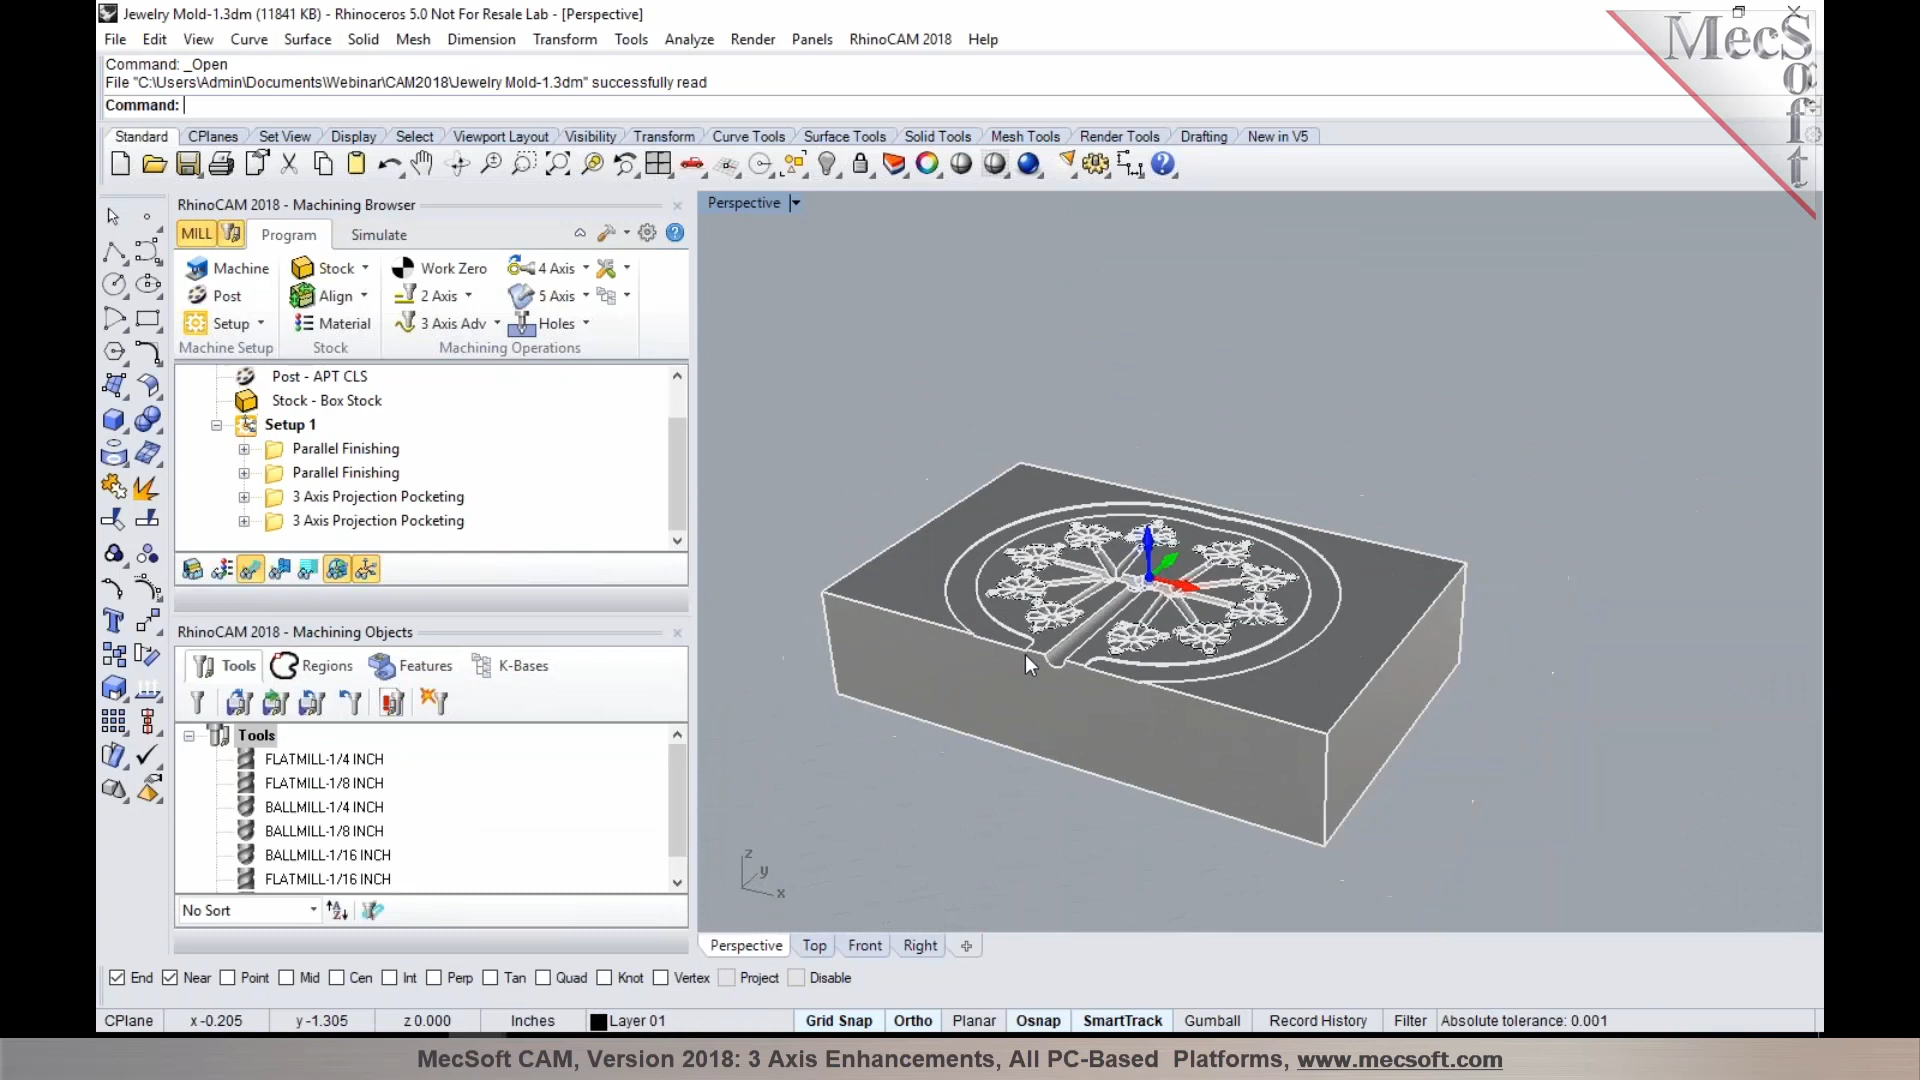 Jewelry Mold-1.3dm (11841 KB) - Rhinoceros 5.0 Not For Resale Lab - [Perspective]
File Edit View Curve Surface Solid Mesh Dimension Transform Tools Analyze Render Panels RhinoCAM 2018 Help
MecSoft
Command: _Open
File "C:\Users\Admin\Documents\Webinar\CAM2018\Jewelry Mold-1.3dm" successfully read
Command:
Standard CPlanes Set View Display Select Viewport Layout Visibility Transform Curve Tools Surface Tools Solid Tools Mesh Tools Render Tools Drafting New in V5
RhinoCAM 2018 - Machining Browser
MILL Program Simulate
Machine Stock Work Zero 4 Axis
Post Align 2 Axis 5 Axis
Setup Material 3 Axis Adv Holes
Machine Setup Stock Machining Operations
Post - APT CLS
Stock - Box Stock
Setup 1
Parallel Finishing
Parallel Finishing
3 Axis Projection Pocketing
3 Axis Projection Pocketing
RhinoCAM 2018 - Machining Objects
Tools Regions Features K-Bases
Tools
FLATMILL-1/4 INCH
FLATMILL-1/8 INCH
BALLMILL-1/4 INCH
BALLMILL-1/8 INCH
BALLMILL-1/16 INCH
FLATMILL-1/16 INCH
No Sort
Perspective
z
y
x
Perspective Top Front Right
End Near Point Mid Cen Int Perp Tan Quad Knot Vertex Project Disable
CPlane x -0.205 y -1.305 z 0.000 Inches Layer 01 Grid Snap Ortho Planar Osnap SmartTrack Gumball Record History Filter Absolute tolerance: 0.001
MecSoft CAM, Version 2018: 3 Axis Enhancements, All PC-Based Platforms, www.mecsoft.com